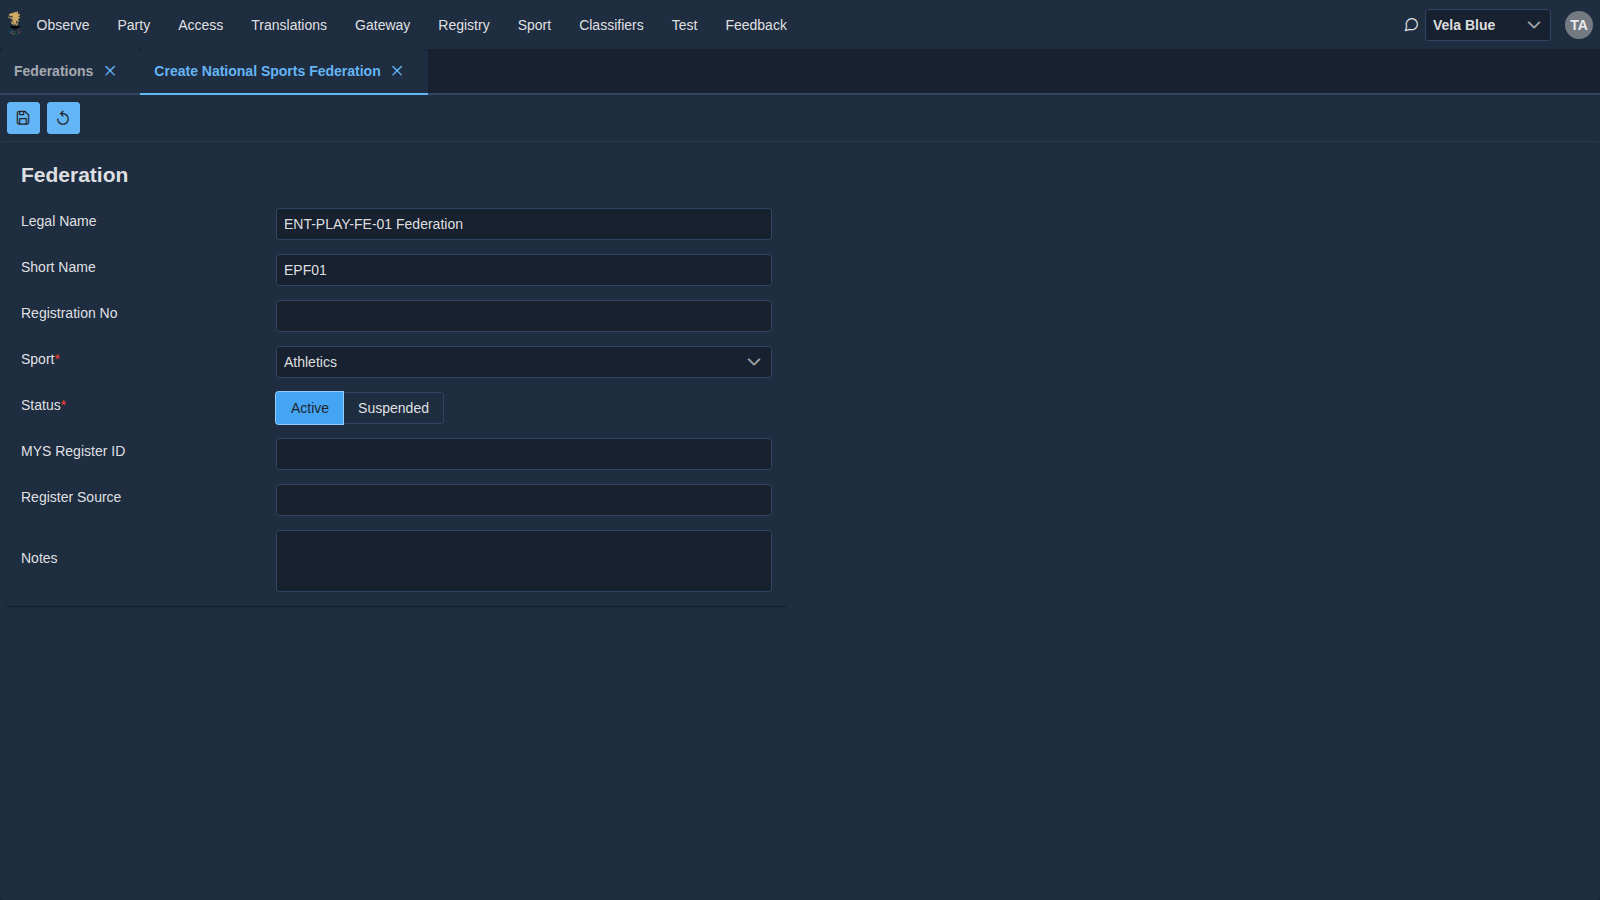 Observe Party Access Translations Gateway Registry Sport Classifiers Test Feedback Vela Blue TA
Federations Create National Sports Federation
Federation
Legal Name ENT-PLAY-FE-01 Federation
Short Name EPF01
Registration No
Sport* Athletics
Status* Active Suspended
MYS Register ID
Register Source
Notes